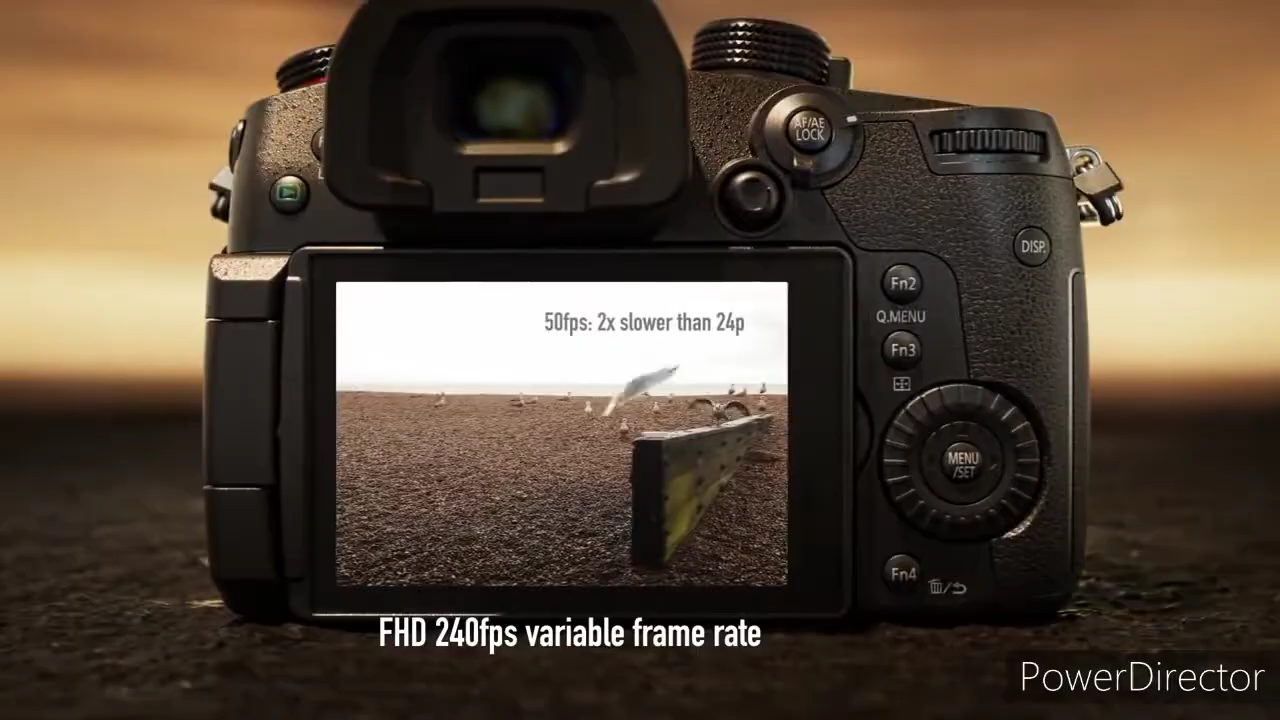 AF/AE
LOCK
DISP.
50fps: 2x slower than 24p
Fn2
Q.MENU
Fn3
MENU
/SET
Fn4
FHD 240fps variable frame rate
PowerDirector